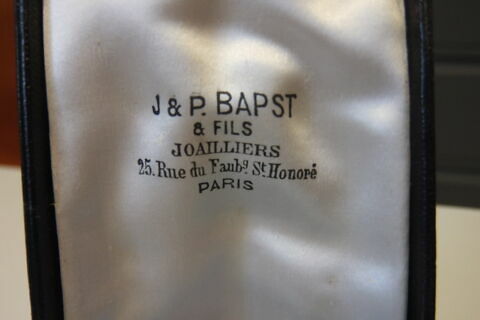 J & P. BAPST
& FILS
JOAILLIERS
25, Rue du Faubg. St. Honoré
PARIS